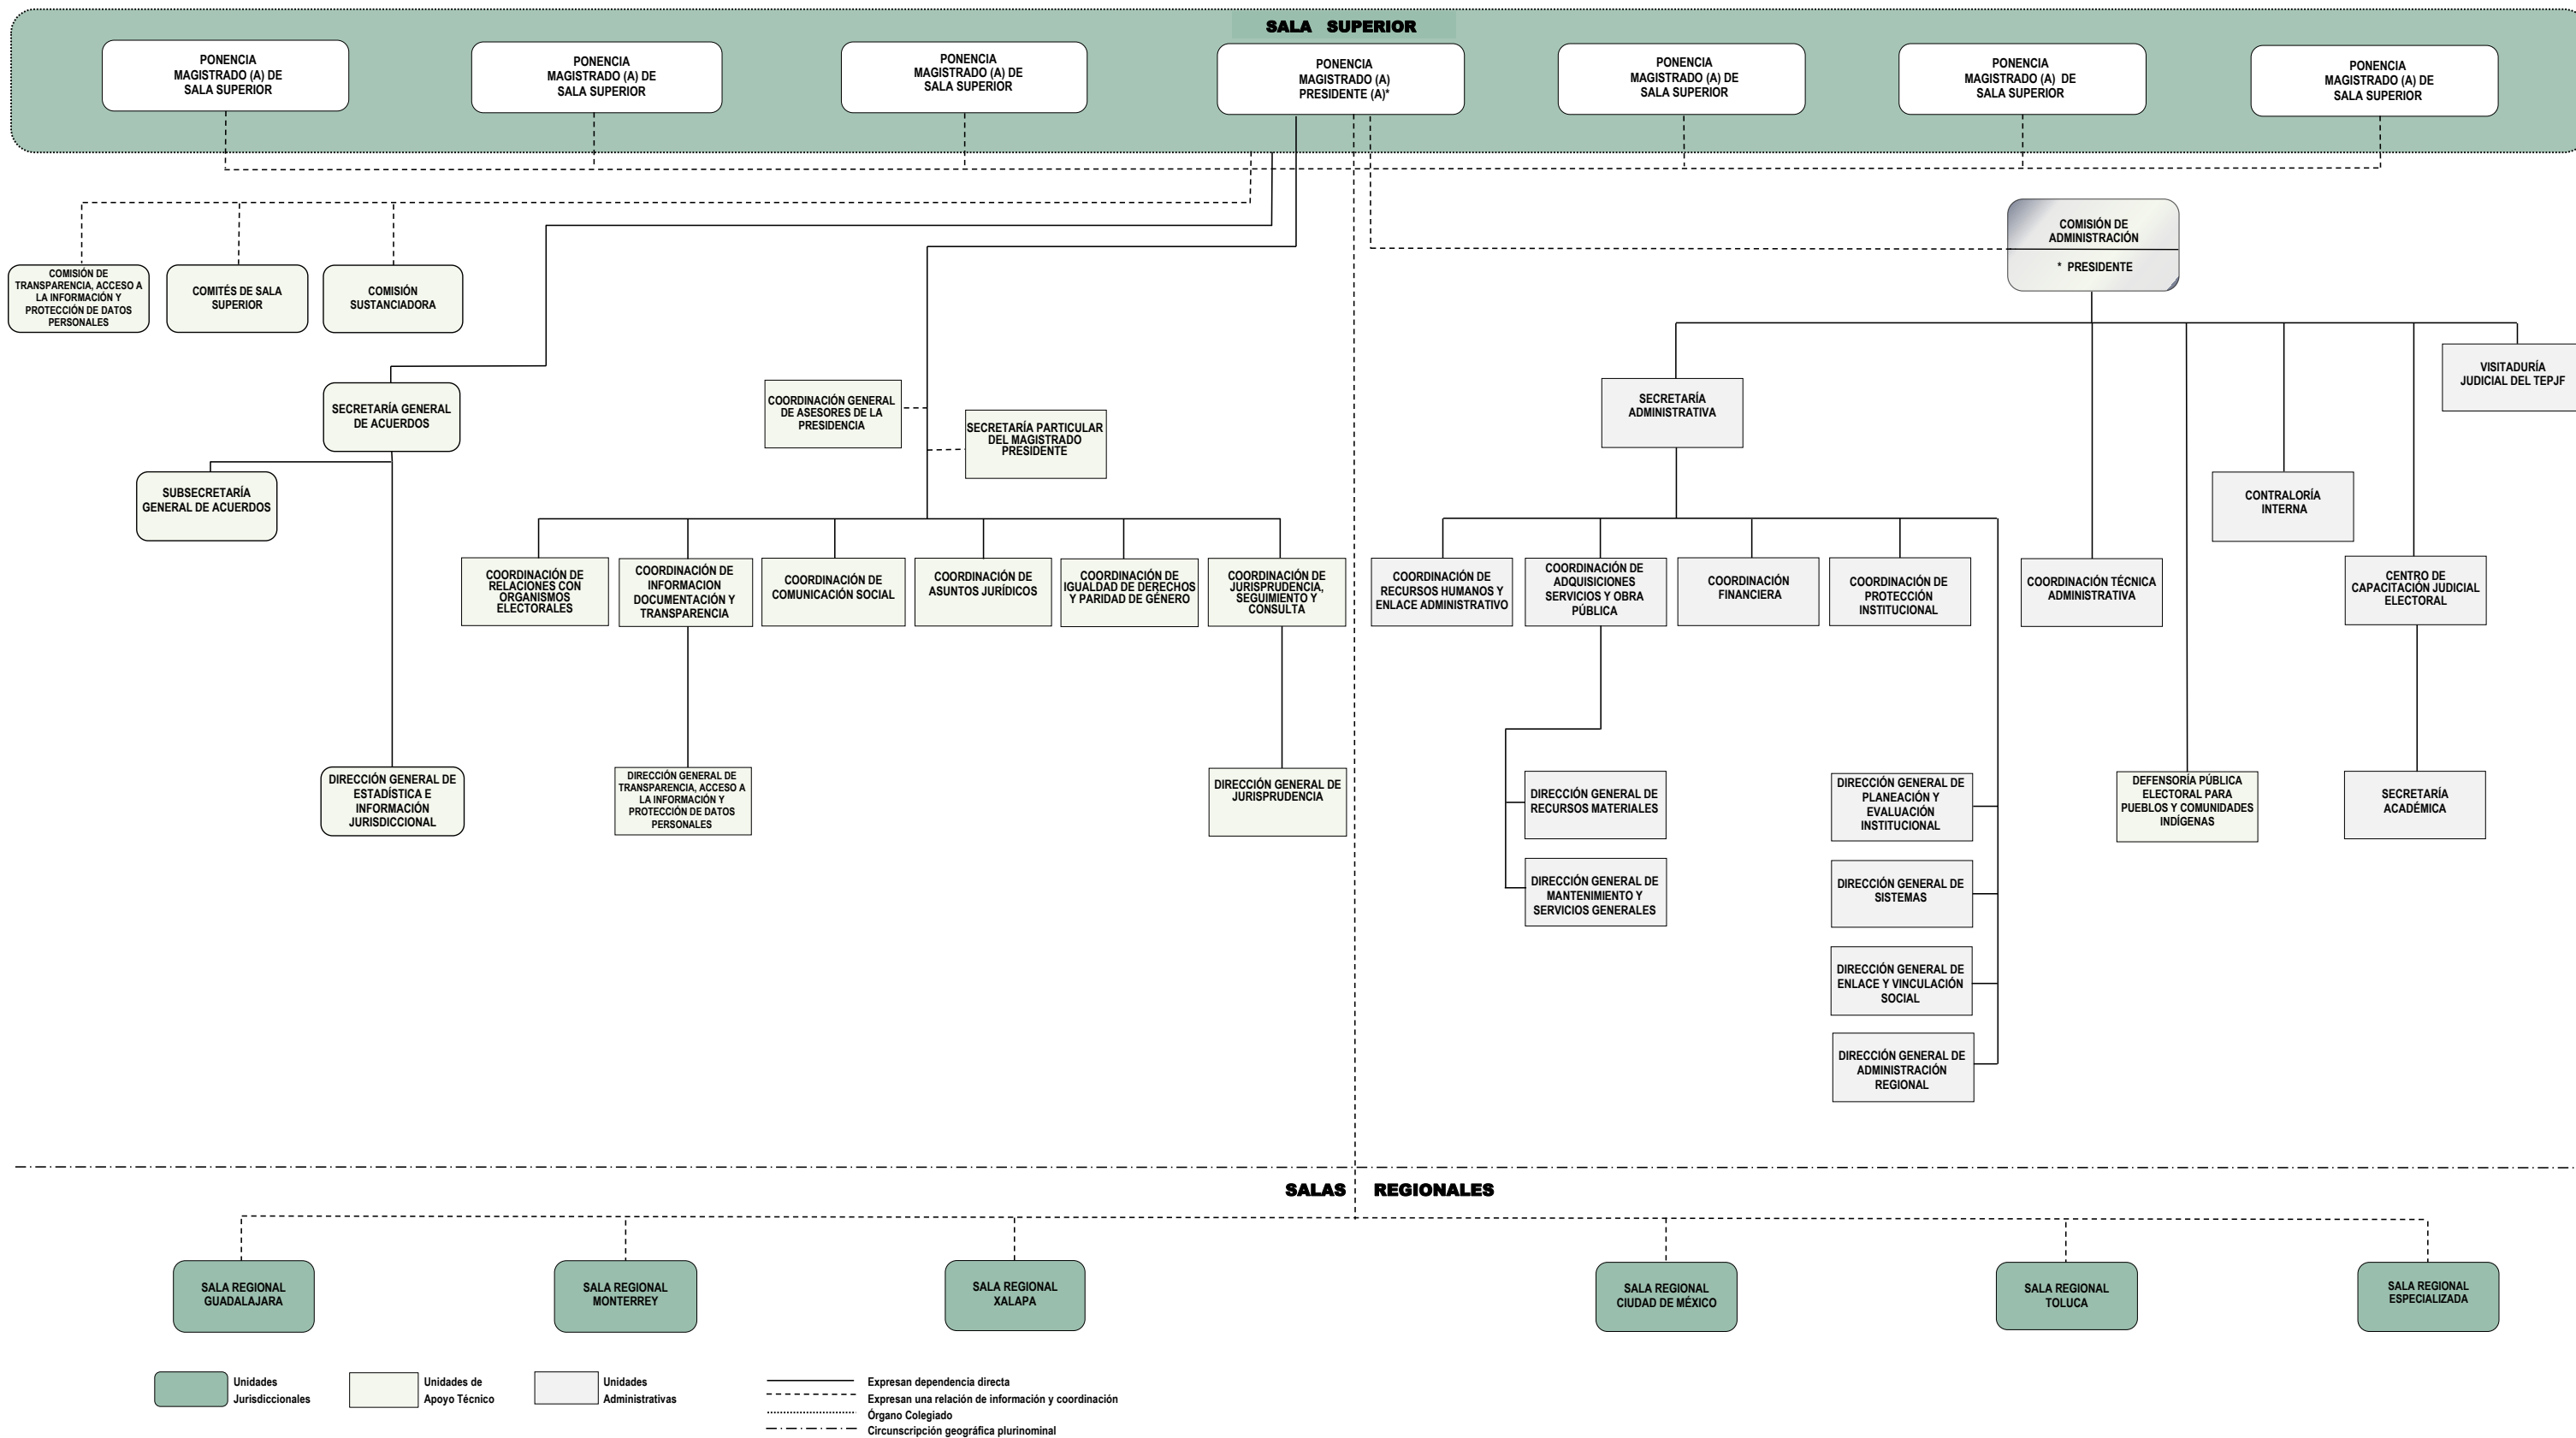 SALA SUPERIOR
PONENCIA
MAGISTRADO (A) DE
SALA SUPERIOR
PONENCIA
MAGISTRADO (A) DE
SALA SUPERIOR
PONENCIA
MAGISTRADO (A) DE
SALA SUPERIOR
PONENCIA
MAGISTRADO (A)
PRESIDENTE (A)*
PONENCIA
MAGISTRADO (A) DE
SALA SUPERIOR
PONENCIA
MAGISTRADO (A) DE
SALA SUPERIOR
PONENCIA
MAGISTRADO (A) DE
SALA SUPERIOR
COMISIÓN DE
ADMINISTRACIÓN
* PRESIDENTE
COMISIÓN DE
TRANSPARENCIA, ACCESO A
LA INFORMACIÓN Y
PROTECCIÓN DE DATOS
PERSONALES
COMITÉS DE SALA
SUPERIOR
COMISIÓN
SUSTANCIADORA
VISITADURÍA
JUDICIAL DEL TEPJF
SECRETARÍA GENERAL
DE ACUERDOS
COORDINACIÓN GENERAL
DE ASESORES DE LA
PRESIDENCIA
SECRETARÍA PARTICULAR
DEL MAGISTRADO
PRESIDENTE
SECRETARÍA
ADMINISTRATIVA
SUBSECRETARÍA
GENERAL DE ACUERDOS
CONTRALORÍA
INTERNA
COORDINACIÓN DE
RELACIONES CON
ORGANISMOS
ELECTORALES
COORDINACIÓN DE
INFORMACION
DOCUMENTACIÓN Y
TRANSPARENCIA
COORDINACIÓN DE
COMUNICACIÓN SOCIAL
COORDINACIÓN DE
ASUNTOS JURÍDICOS
COORDINACIÓN DE
IGUALDAD DE DERECHOS
Y PARIDAD DE GÉNERO
COORDINACIÓN DE
JURISPRUDENCIA,
SEGUIMIENTO Y
CONSULTA
COORDINACIÓN DE
RECURSOS HUMANOS Y
ENLACE ADMINISTRATIVO
COORDINACIÓN DE
ADQUISICIONES
SERVICIOS Y OBRA
PÚBLICA
COORDINACIÓN
FINANCIERA
COORDINACIÓN DE
PROTECCIÓN
INSTITUCIONAL
COORDINACIÓN TÉCNICA
ADMINISTRATIVA
CENTRO DE
CAPACITACIÓN JUDICIAL
ELECTORAL
DIRECCIÓN GENERAL DE
ESTADÍSTICA E
INFORMACIÓN
JURISDICCIONAL
DIRECCIÓN GENERAL DE
TRANSPARENCIA, ACCESO A
LA INFORMACIÓN Y
PROTECCIÓN DE DATOS
PERSONALES
DIRECCIÓN GENERAL DE
JURISPRUDENCIA
DIRECCIÓN GENERAL DE
RECURSOS MATERIALES
DIRECCIÓN GENERAL DE
PLANEACIÓN Y
EVALUACIÓN
INSTITUCIONAL
DEFENSORÍA PÚBLICA
ELECTORAL PARA
PUEBLOS Y COMUNIDADES
INDÍGENAS
SECRETARÍA
ACADÉMICA
DIRECCIÓN GENERAL DE
MANTENIMIENTO Y
SERVICIOS GENERALES
DIRECCIÓN GENERAL DE
SISTEMAS
DIRECCIÓN GENERAL DE
ENLACE Y VINCULACIÓN
SOCIAL
DIRECCIÓN GENERAL DE
ADMINISTRACIÓN
REGIONAL
SALAS REGIONALES
SALA REGIONAL
GUADALAJARA
SALA REGIONAL
MONTERREY
SALA REGIONAL
XALAPA
SALA REGIONAL
CIUDAD DE MÉXICO
SALA REGIONAL
TOLUCA
SALA REGIONAL
ESPECIALIZADA
Unidades
Jurisdiccionales
Unidades de
Apoyo Técnico
Unidades
Administrativas
Expresan dependencia directa
Expresan una relación de información y coordinación
Órgano Colegiado
Circunscripción geográfica plurinominal